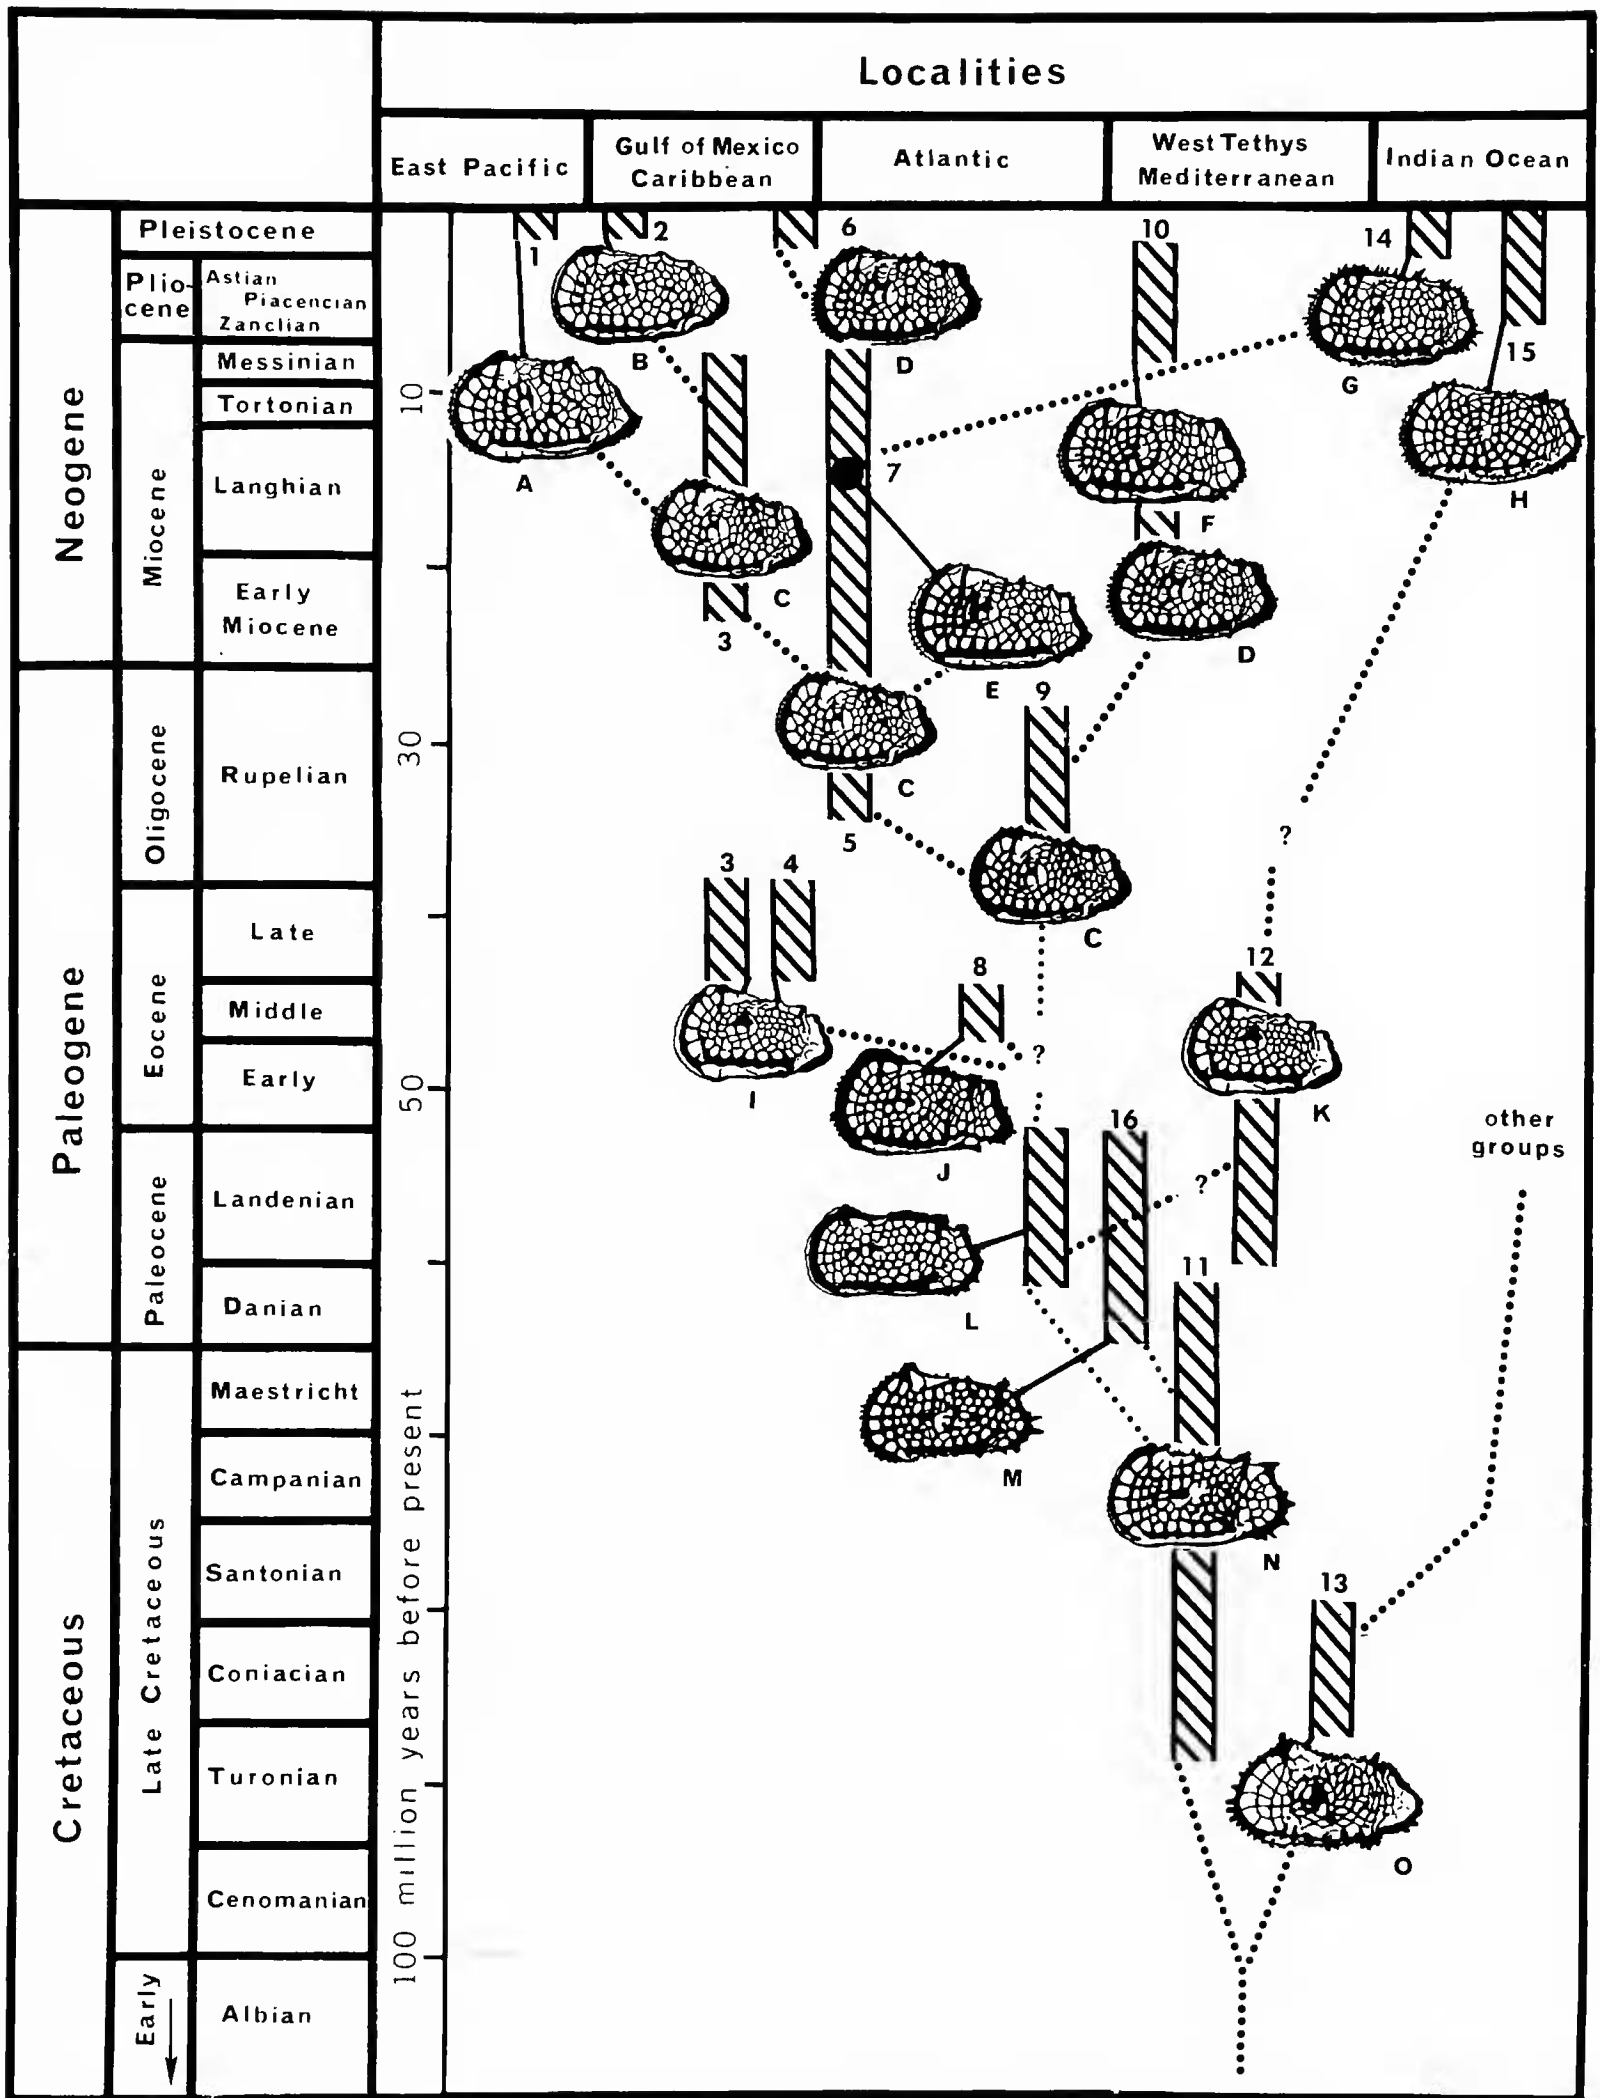 Localities
East Pacific
Gulf of Mexico
Caribbean
Atlantic
West Tethys
Mediterranean
Indian Ocean
Neogene
Paleogene
Cretaceous
Pleistocene
Plio-
cene
Miocene
Oligocene
Eocene
Paleocene
Late Cretaceous
Early
Astian
Piacencian
Zanclian
Messinian
Tortonian
Langhian
Early
Miocene
Rupelian
Late
Middle
Early
Landenian
Danian
Maestricht
Campanian
Santonian
Coniacian
Turonian
Cenomanian
Albian
10
30
50
100 million years before present
1
2
6
10
14
B
D
G
15
A
7
F
H
C
3
D
E
9
C
5
3
4
C
8
12
?
?
I
J
K
16
other
groups
?
L
11
M
N
13
O